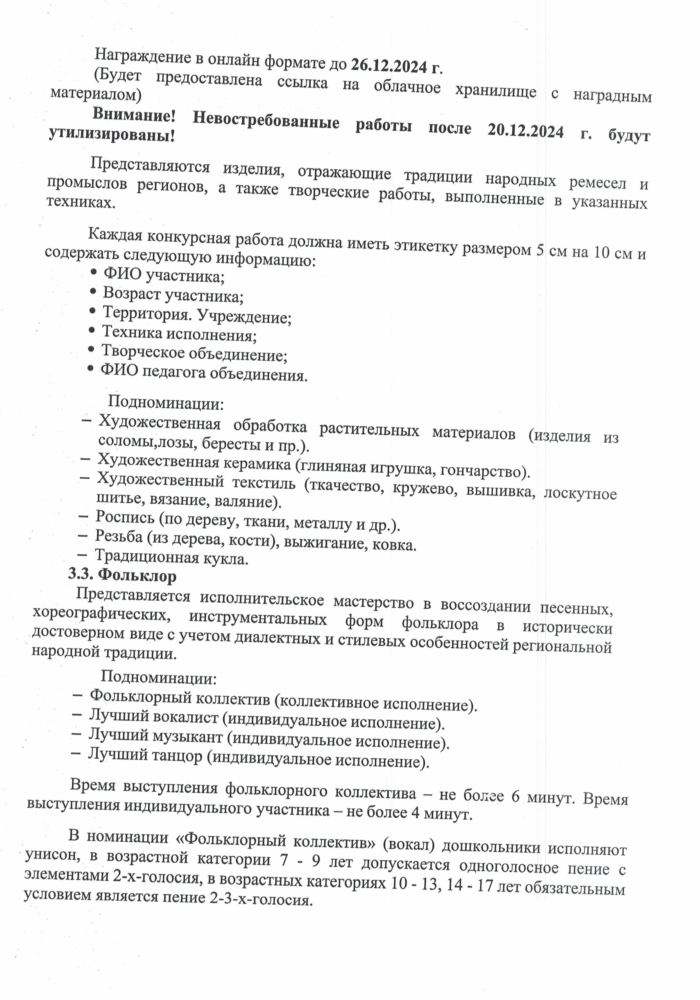 Награждение в онлайн формате до 26.12.2024 г.
(Будет предоставлена ссылка на облачное хранилище с наградным
материалом)
Внимание! Невостребованные работы после 20.12.2024 г. будут
утилизированы!
Представляются изделия, отражающие традиции народных ремесел и
промыслов регионов, а также творческие работы, выполненные в указанных
техниках.
Каждая конкурсная работа должна иметь этикетку размером 5 см на 10 см и
содержать следующую информацию:
• ФИО участника;
• Возраст участника;
• Территория. Учреждение;
• Техника исполнения;
• Творческое объединение;
• ФИО педагога объединения.
Подноминации:
– Художественная обработка растительных материалов (изделия из
соломы,лозы, бересты и пр.).
– Художественная керамика (глиняная игрушка, гончарство).
– Художественный текстиль (ткачество, кружево, вышивка, лоскутное
шитье, вязание, валяние).
– Роспись (по дереву, ткани, металлу и др.).
– Резьба (из дерева, кости), выжигание, ковка.
– Традиционная кукла.
3.3. Фольклор
Представляется исполнительское мастерство в воссоздании песенных,
хореографических, инструментальных форм фольклора в исторически
достоверном виде с учетом диалектных и стилевых особенностей региональной
народной традиции.
Подноминации:
– Фольклорный коллектив (коллективное исполнение).
– Лучший вокалист (индивидуальное исполнение).
– Лучший музыкант (индивидуальное исполнение).
– Лучший танцор (индивидуальное исполнение).
Время выступления фольклорного коллектива – не более 6 минут. Время
выступления индивидуального участника – не более 4 минут.
В номинации «Фольклорный коллектив» (вокал) дошкольники исполняют
унисон, в возрастной категории 7 - 9 лет допускается одноголосное пение с
элементами 2-х-голосия, в возрастных категориях 10 - 13, 14 - 17 лет обязательным
условием является пение 2-3-х-голосия.